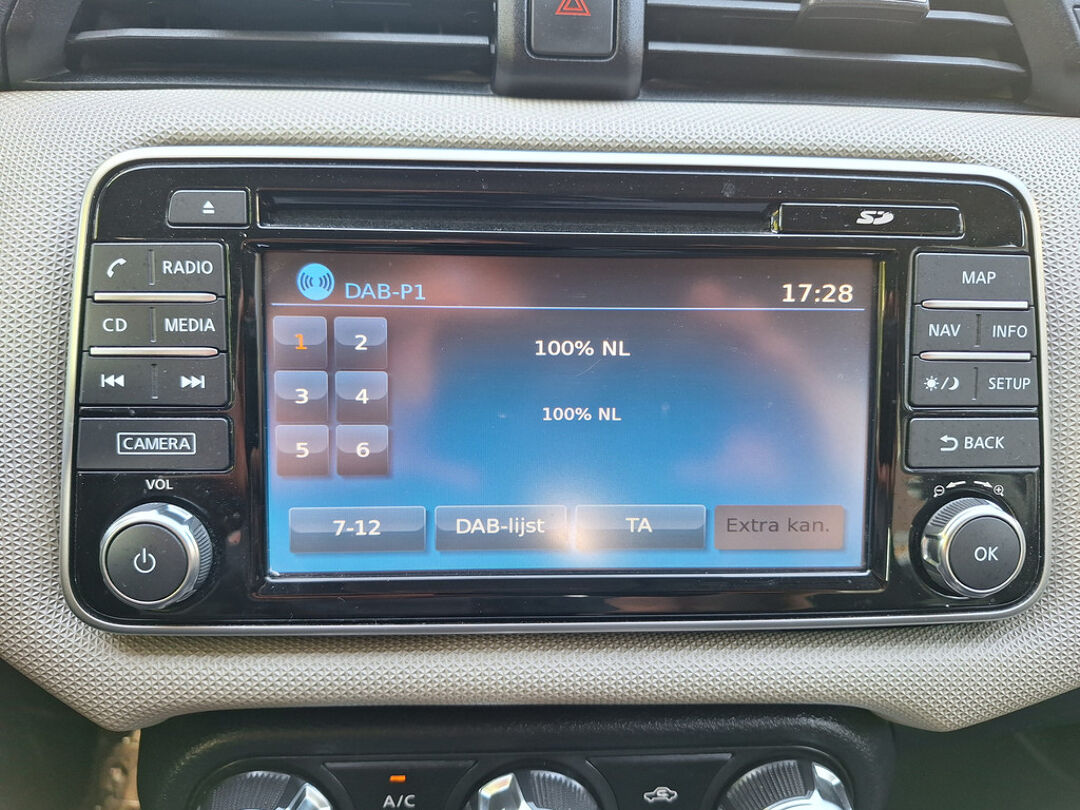 SD
RADIO
MAP
DAB-P1 17:28
CD MEDIA
NAV INFO
1 2
100% NL
3 4
SETUP
100% NL
CAMERA
BACK
5 6
VOL
7-12 DAB-lijst TA Extra kan.
OK
A/C